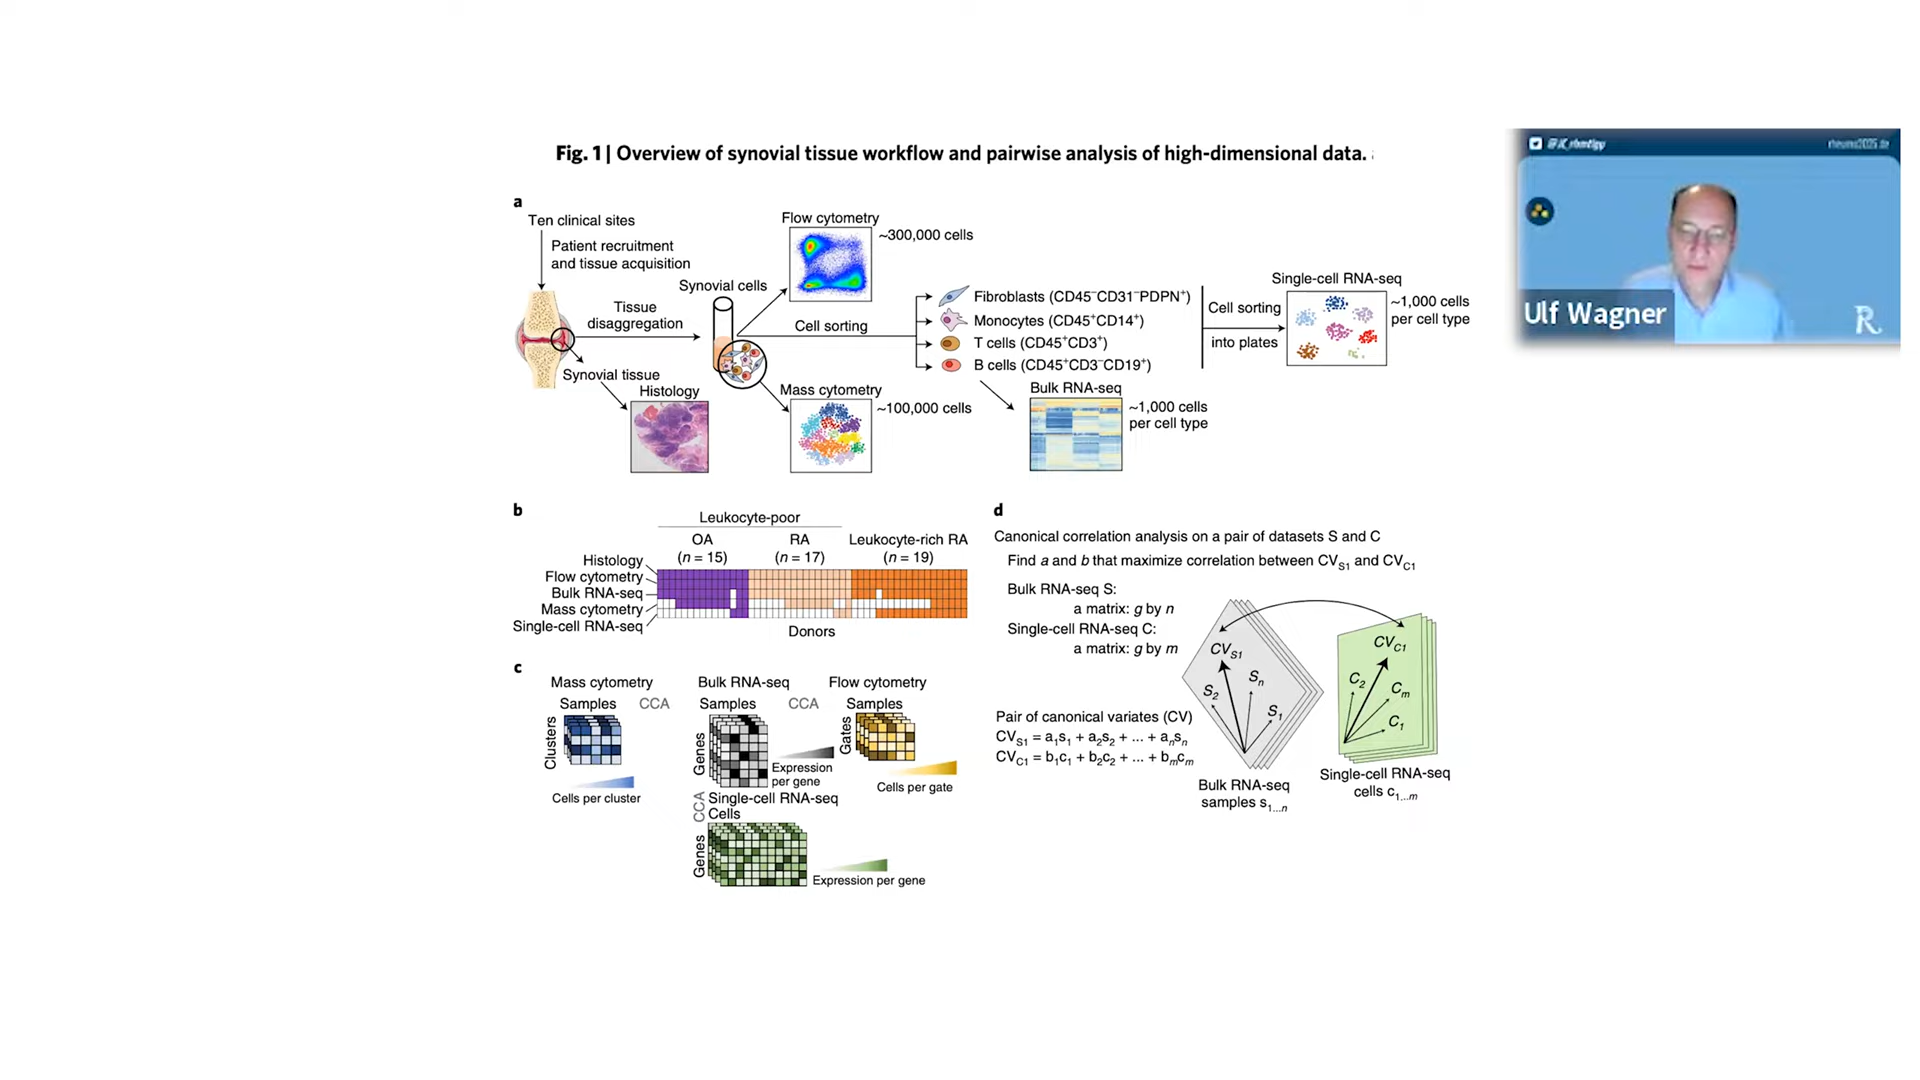 Fig. 1 | Overview of synovial tissue workflow and pairwise analysis of high-dimensional data.
a
Ten clinical sites
Patient recruitment
and tissue acquisition
Tissue
disaggregation
Synovial tissue
Histology
Synovial cells
Flow cytometry
~300,000 cells
Cell sorting
Mass cytometry
~100,000 cells
Fibroblasts (CD45⁻CD31⁻PDPN⁺)
Monocytes (CD45⁺CD14⁺)
T cells (CD45⁺CD3⁺)
B cells (CD45⁺CD3⁻CD19⁺)
Bulk RNA-seq
~1,000 cells
per cell type
Cell sorting
into plates
Single-cell RNA-seq
~1,000 cells
per cell type
b
Leukocyte-poor
OA
(n = 15)
RA
(n = 17)
Leukocyte-rich RA
(n = 19)
Histology
Flow cytometry
Bulk RNA-seq
Mass cytometry
Single-cell RNA-seq
Donors
c
Mass cytometry
Samples
Clusters
Cells per cluster
CCA
Bulk RNA-seq
Samples
Genes
Expression
per gene
CCA
Flow cytometry
Samples
Gates
Cells per gate
CCA
Single-cell RNA-seq
Cells
Genes
Expression per gene
d
Canonical correlation analysis on a pair of datasets S and C
Find a and b that maximize correlation between CVS1 and CVC1
Bulk RNA-seq S:
a matrix: g by n
Single-cell RNA-seq C:
a matrix: g by m
Pair of canonical variates (CV)
CVS1 = a1s1 + a2s2 + ... + ansn
CVC1 = b1c1 + b2c2 + ... + bmcm
CVS1
S2
Sn
S1
Bulk RNA-seq
samples s1...n
CVC1
C2
Cm
C1
Single-cell RNA-seq
cells c1...m
@JC_rhmtlgy
rheuma2025.de
Ulf Wagner
R